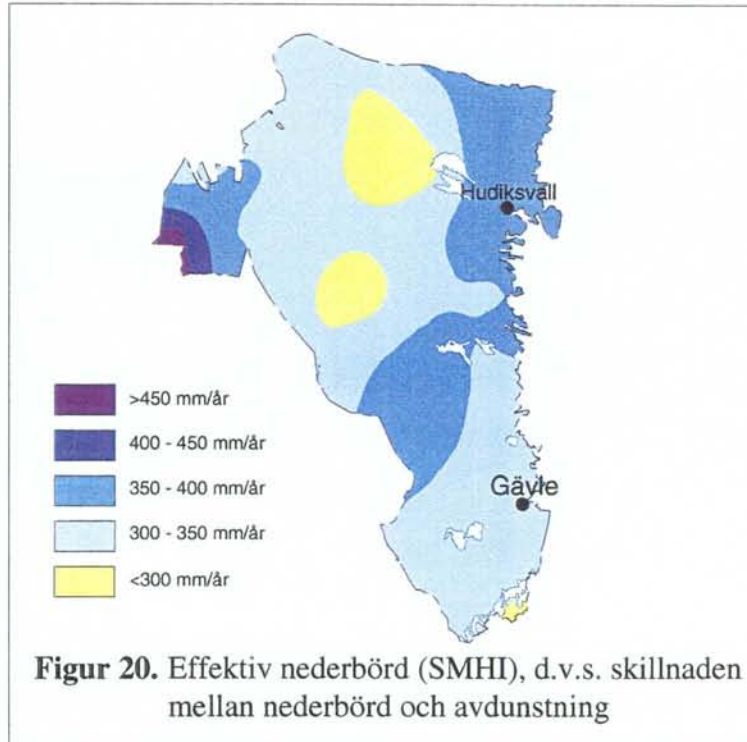 Hudiksvall
>450 mm/år
400 - 450 mm/år
350 - 400 mm/år
Gävle
300 - 350 mm/år
<300 mm/år
Figur 20. Effektiv nederbörd (SMHI), d.v.s. skillnaden
mellan nederbörd och avdunstning